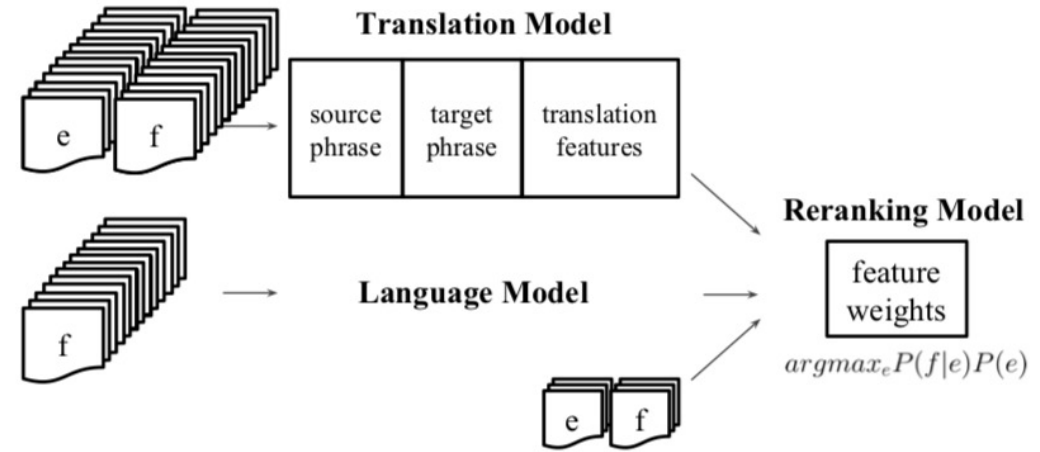 Translation Model
e
f
source
phrase
target
phrase
translation
features
Reranking Model
feature
weights
argmax_e P(f|e)P(e)
f
Language Model
e
f